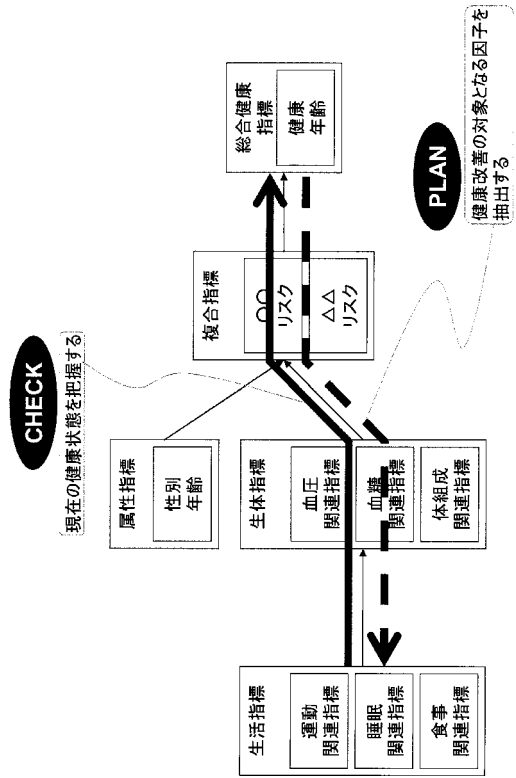 CHECK
現在の健康状態を把握する
生活指標
運動
関連指標
睡眠
関連指標
食事
関連指標
属性指標
性別
年齢
生体指標
血圧
関連指標
血糖
関連指標
体組成
関連指標
複合指標
○○
リスク
△△
リスク
総合健康
指標
健康
年齢
PLAN
健康改善の対象となる因子を
抽出する